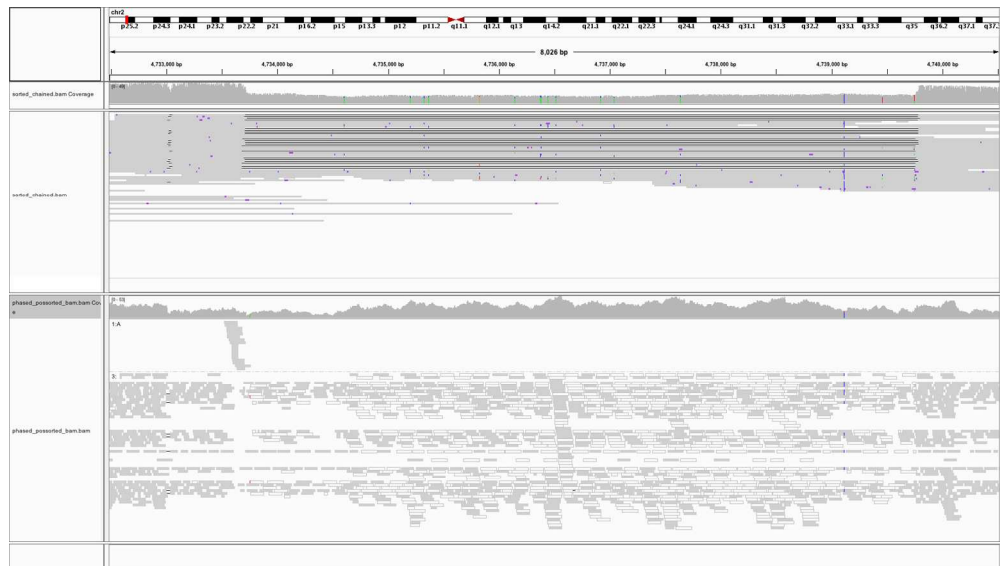 chr2
p25.2 p24.3 p24.1 p23.2 p22.2 p21 p16.2 p15 p13.3 p12 p11.2 q11.1 q12.1 q13 q14.2 q21.1 q22.1 q22.3 q24.1 q24.3 q31.1 q31.3 q32.2 q33.1 q33.3 q35 q36.2 q37.1 q37.
8,026 bp
4,733,000 bp 4,734,000 bp 4,735,000 bp 4,736,000 bp 4,737,000 bp 4,738,000 bp 4,739,000 bp 4,740,000 bp
sorted_chained.bam Coverage
sorted_chained.bam
phased_possorted_bam.bam Cov
e
1:A
phased_possorted_bam.bam